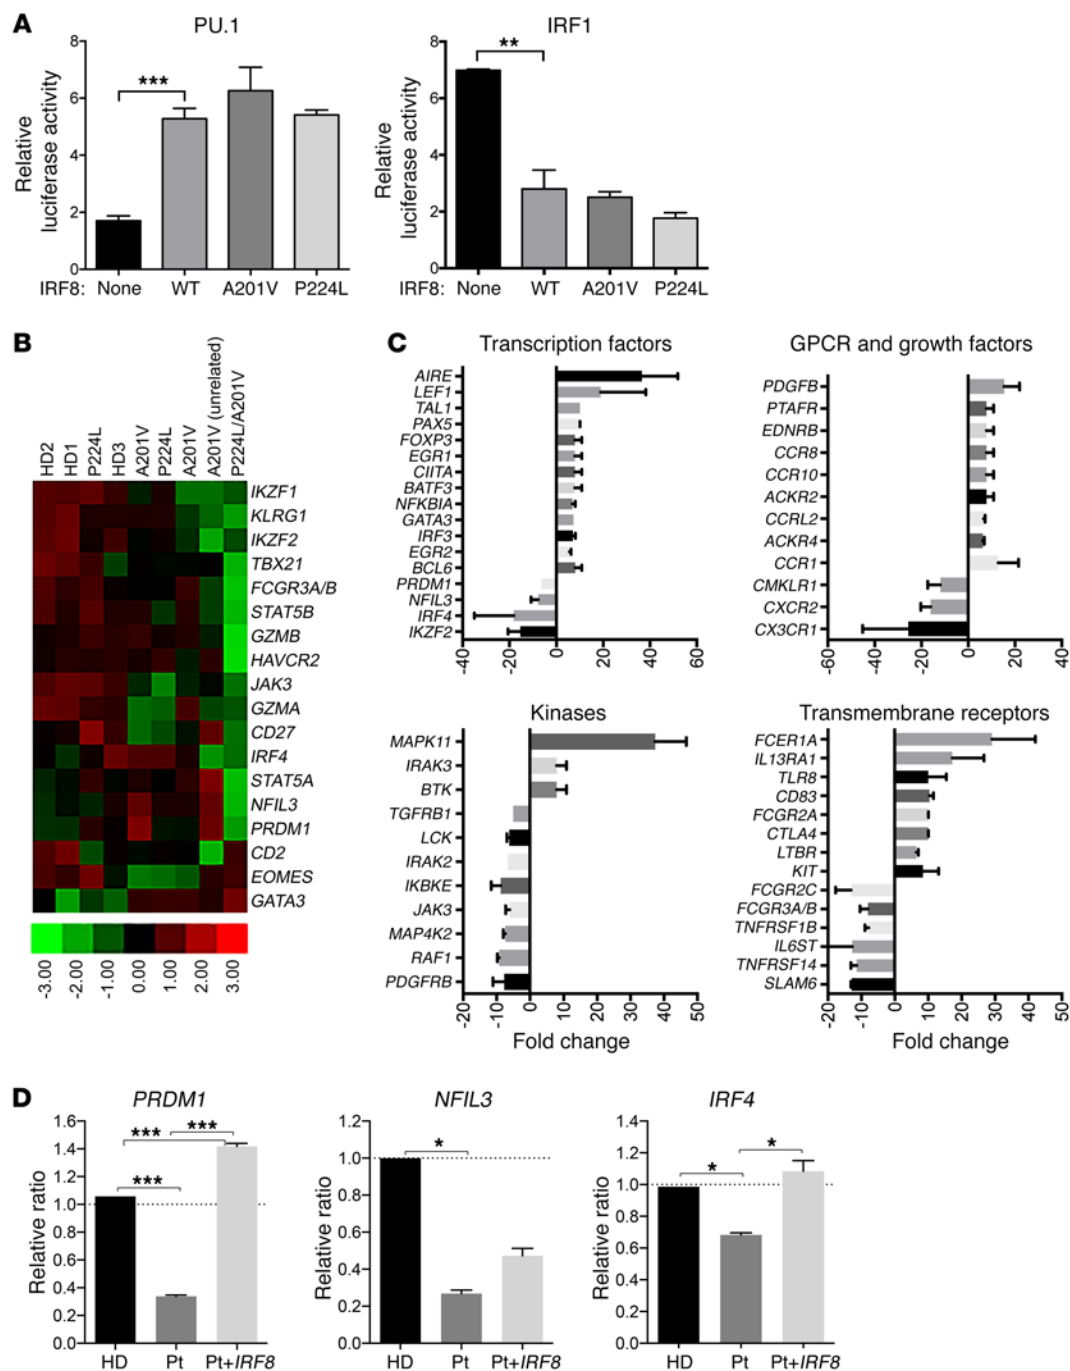 A
PU.1
Relative
luciferase activity
8
6
4
2
0
***
IRF8: None WT A201V P224L
IRF1
Relative
luciferase activity
8
6
4
2
0
**
IRF8: None WT A201V P224L
B
HD2
HD1
P224L
HD3
A201V
P224L
A201V
A201V (unrelated)
P224L/A201V
IKZF1
KLRG1
IKZF2
TBX21
FCGR3A/B
STAT5B
GZMB
HAVCR2
JAK3
GZMA
CD27
IRF4
STAT5A
NFIL3
PRDM1
CD2
EOMES
GATA3
-3.00
-2.00
-1.00
0.00
1.00
2.00
3.00
C
Transcription factors
AIRE
LEF1
TAL1
PAX5
FOXP3
EGR1
CIITA
BATF3
NFKBIA
GATA3
IRF3
EGR2
BCL6
PRDM1
NFIL3
IRF4
IKZF2
-40 -20 0 20 40 60
GPCR and growth factors
PDGFB
PTAFR
EDNRB
CCR8
CCR10
ACKR2
CCRL2
ACKR4
CCR1
CMKLR1
CXCR2
CX3CR1
-60 -40 -20 0 20 40
Kinases
MAPK11
IRAK3
BTK
TGFRB1
LCK
IRAK2
IKBKE
JAK3
MAP4K2
RAF1
PDGFRB
-20 -10 0 10 20 30 40 50
Fold change
Transmembrane receptors
FCER1A
IL13RA1
TLR8
CD83
FCGR2A
CTLA4
LTBR
KIT
FCGR2C
FCGR3A/B
TNFRSF1B
IL6ST
TNFRSF14
SLAM6
-20 -10 0 10 20 30 40 50
Fold change
D
PRDM1
Relative ratio
1.6
1.4
1.2
1.0
0.8
0.6
0.4
0.2
0.0
***
***
***
HD Pt Pt+IRF8
NFIL3
Relative ratio
1.2
1.0
0.8
0.6
0.4
0.2
0.0
*
HD Pt Pt+IRF8
IRF4
Relative ratio
1.4
1.2
1.0
0.8
0.6
0.4
0.2
0.0
*
*
HD Pt Pt+IRF8